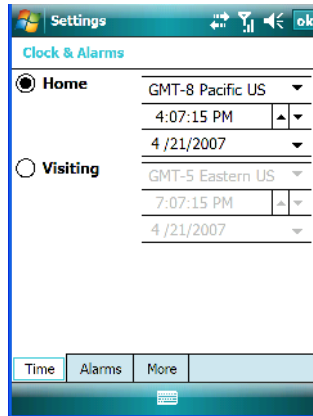 Settings ok
Clock & Alarms
Home GMT-8 Pacific US
4:07:15 PM
4 /21/2007
Visiting GMT-5 Eastern US
7:07:15 PM
4 /21/2007
Time Alarms More